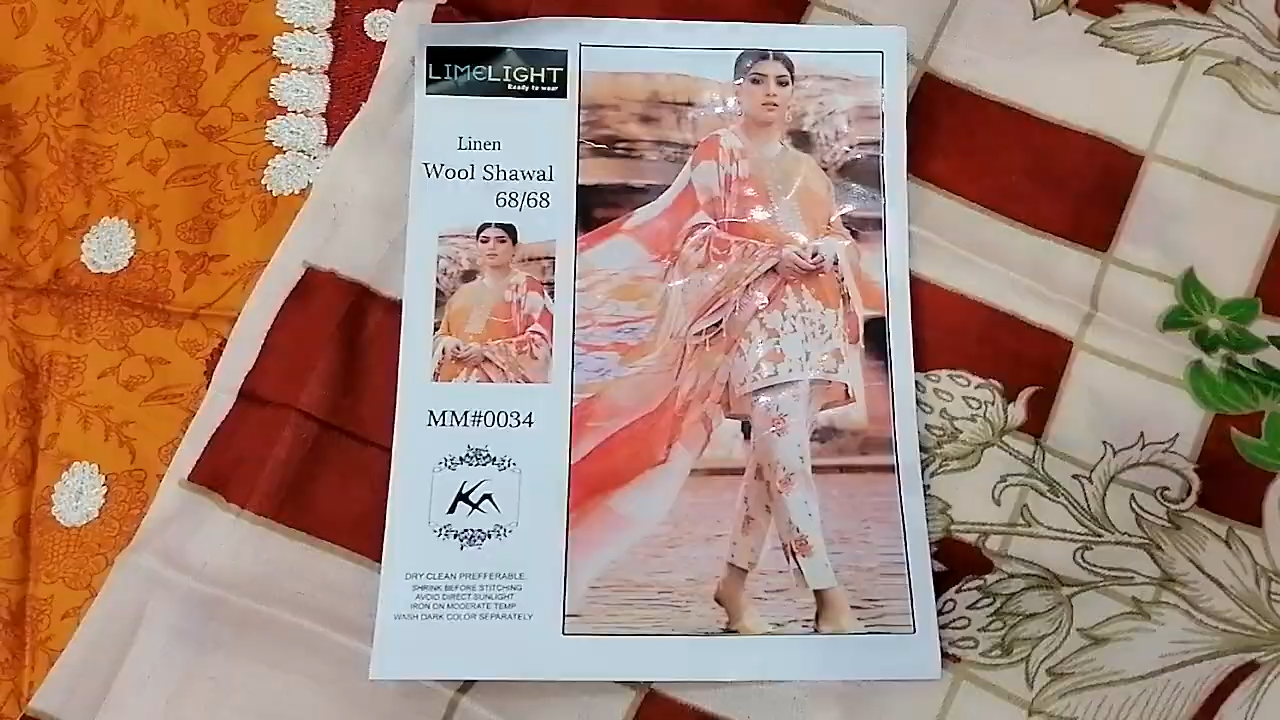 LIMELIGHT
Ready to wear
Linen
Wool Shawal
68/68
MM#0034
DRY CLEAN PREFFERABLE.
SHRINK BEFORE STITCHING
AVOID DIRECT SUNLIGHT
IRON ON MODERATE TEMP
WASH DARK COLOR SEPARATELY